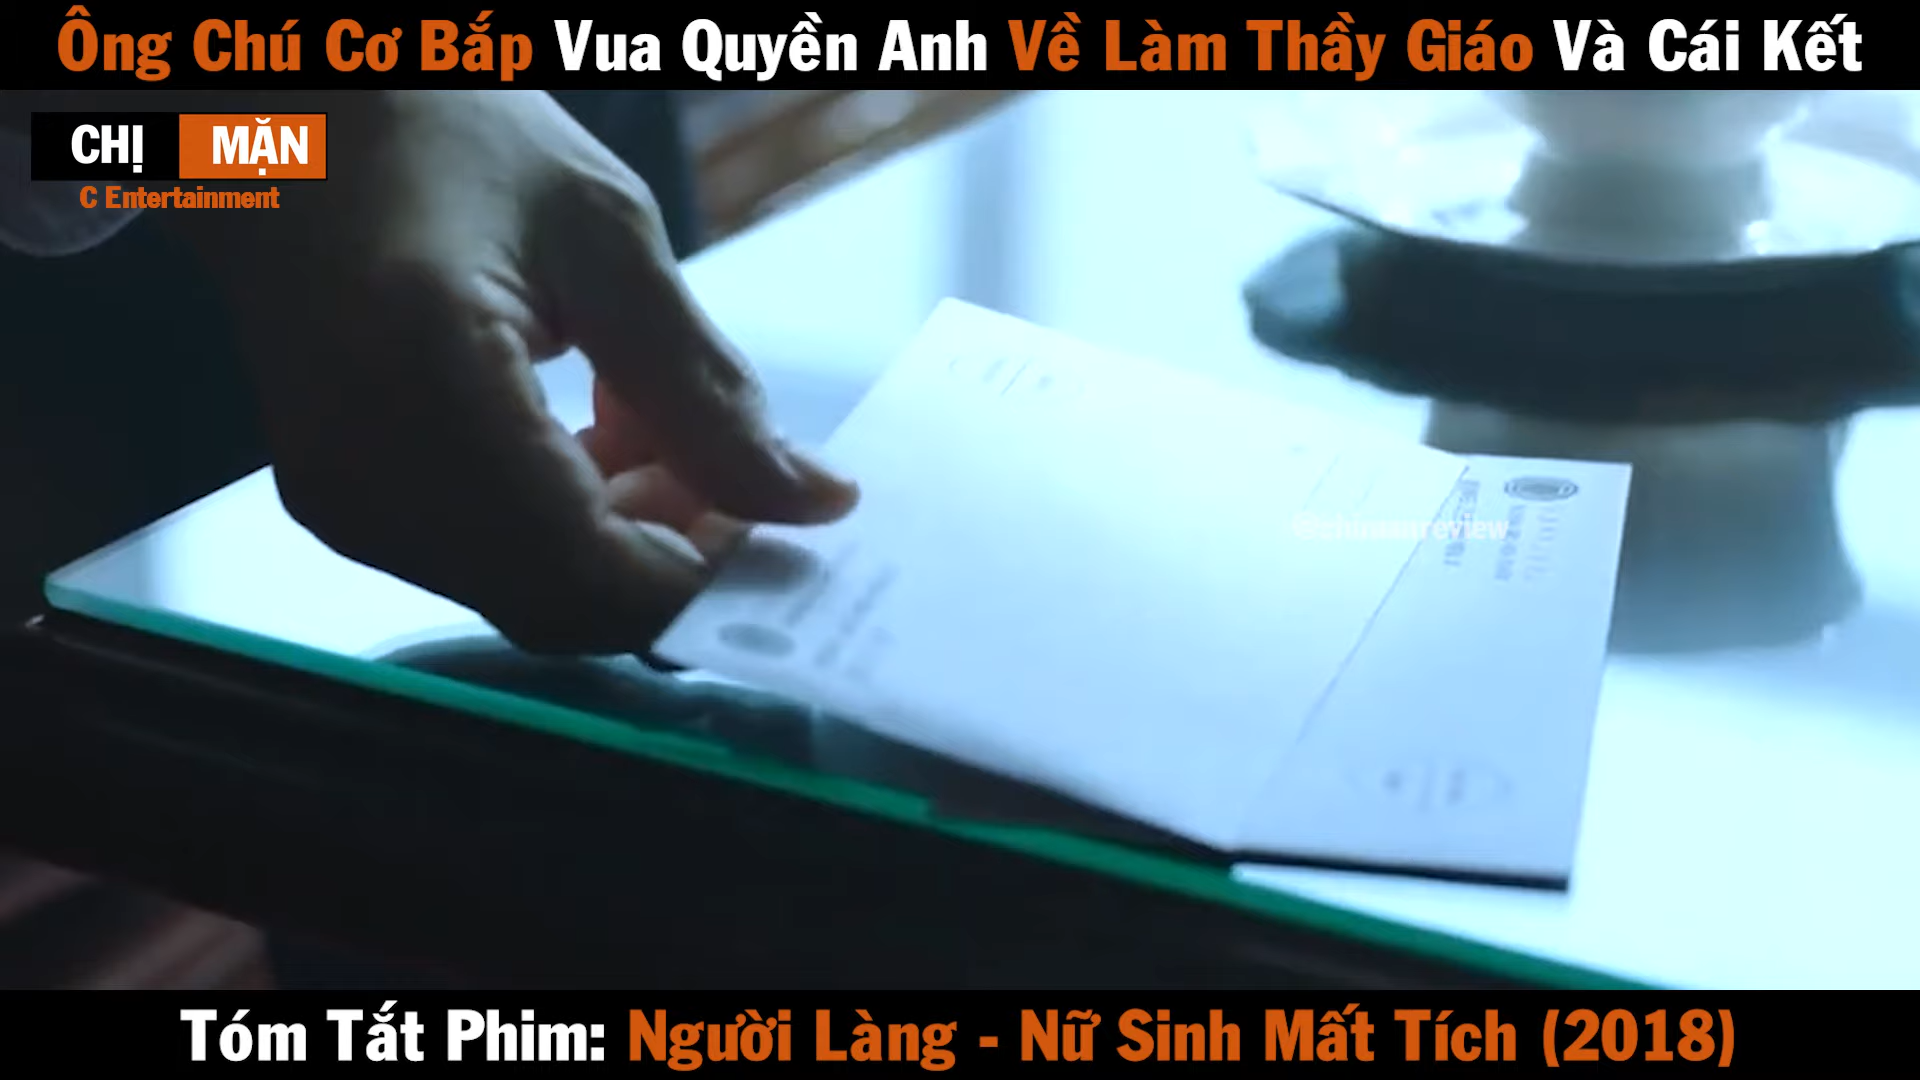 Ông Chú Cơ Bắp Vua Quyền Anh Về Làm Thầy Giáo Và Cái Kết
CHỊ MẶN
C Entertainment
@chimanreview
Tóm Tắt Phim: Người Làng - Nữ Sinh Mất Tích (2018)